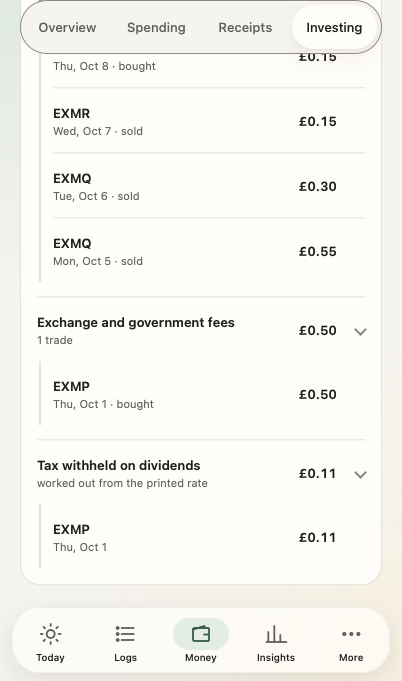 Overview Spending Receipts Investing
Thu, Oct 8 · bought £0.15
EXMR £0.15
Wed, Oct 7 · sold
EXMQ £0.30
Tue, Oct 6 · sold
EXMQ £0.55
Mon, Oct 5 · sold
Exchange and government fees £0.50
1 trade
EXMP £0.50
Thu, Oct 1 · bought
Tax withheld on dividends £0.11
worked out from the printed rate
EXMP £0.11
Thu, Oct 1
Today Logs Money Insights More